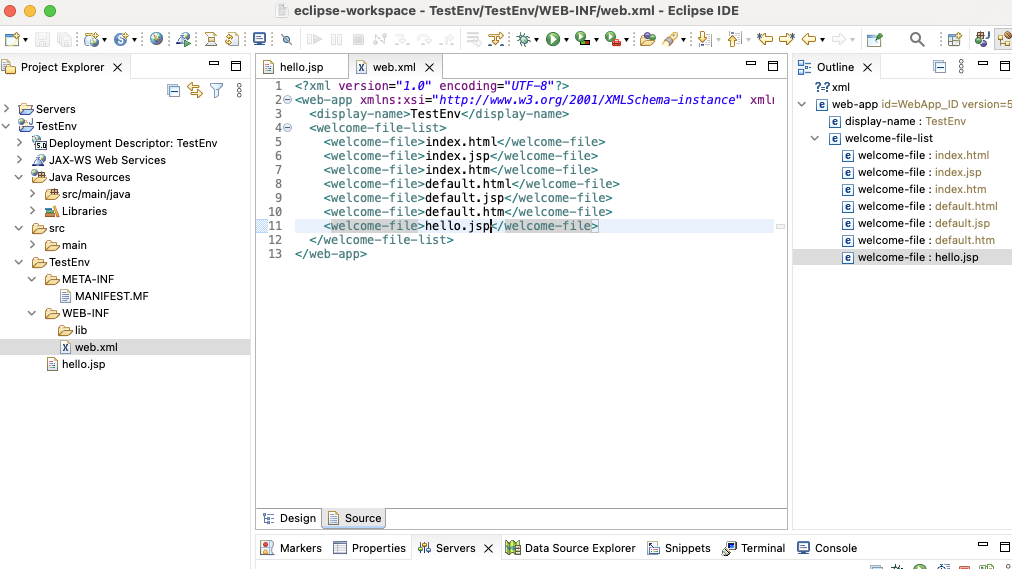 eclipse-workspace - TestEnv/TestEnv/WEB-INF/web.xml - Eclipse IDE
Project Explorer
Servers
TestEnv
Deployment Descriptor: TestEnv
JAX-WS Web Services
Java Resources
src/main/java
Libraries
src
main
TestEnv
META-INF
MANIFEST.MF
WEB-INF
lib
web.xml
hello.jsp
hello.jsp
web.xml
1 <?xml version="1.0" encoding="UTF-8"?>
2 <web-app xmlns:xsi="http://www.w3.org/2001/XMLSchema-instance" xmln
3 <display-name>TestEnv</display-name>
4 <welcome-file-list>
5 <welcome-file>index.html</welcome-file>
6 <welcome-file>index.jsp</welcome-file>
7 <welcome-file>index.htm</welcome-file>
8 <welcome-file>default.html</welcome-file>
9 <welcome-file>default.jsp</welcome-file>
10 <welcome-file>default.htm</welcome-file>
11 <welcome-file>hello.jsp</welcome-file>
12 </welcome-file-list>
13 </web-app>
Design
Source
Outline
?=? xml
web-app id=WebApp_ID version=5
display-name : TestEnv
welcome-file-list
welcome-file : index.html
welcome-file : index.jsp
welcome-file : index.htm
welcome-file : default.html
welcome-file : default.jsp
welcome-file : default.htm
welcome-file : hello.jsp
Markers
Properties
Servers
Data Source Explorer
Snippets
Terminal
Console